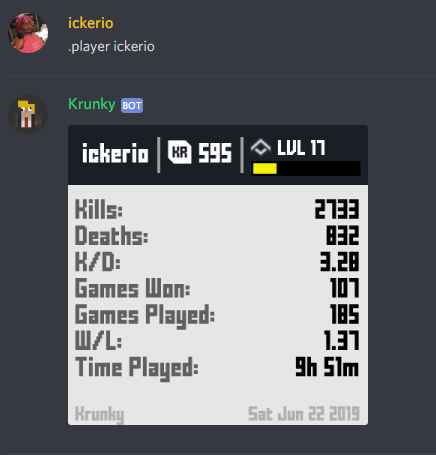 ickerio
.player ickerio
Krunky BOT
ickerio KR 595 LVL 17
Kills: 2733
Deaths: 832
K/D: 3.28
Games Won: 107
Games Played: 185
W/L: 1.37
Time Played: 9h 51m
Krunky Sat Jun 22 2019